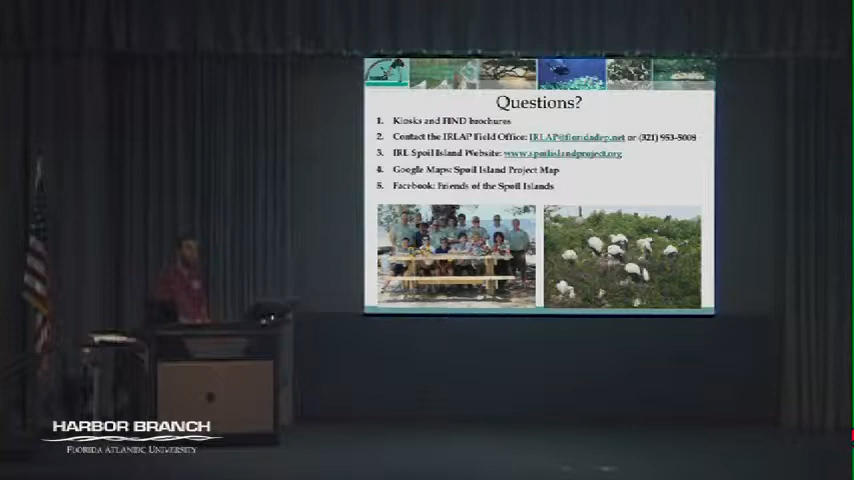 Questions?
1. Kiosks and FIND brochures
2. Contact the IRLAP Field Office: IRLAP@floridadep.net or (321) 953-5008
3. IRL Spoil Island Website: www.spoilislandproject.org
4. Google Maps: Spoil Island Project Map
5. Facebook: Friends of the Spoil Islands
HARBOR BRANCH
FLORIDA ATLANTIC UNIVERSITY